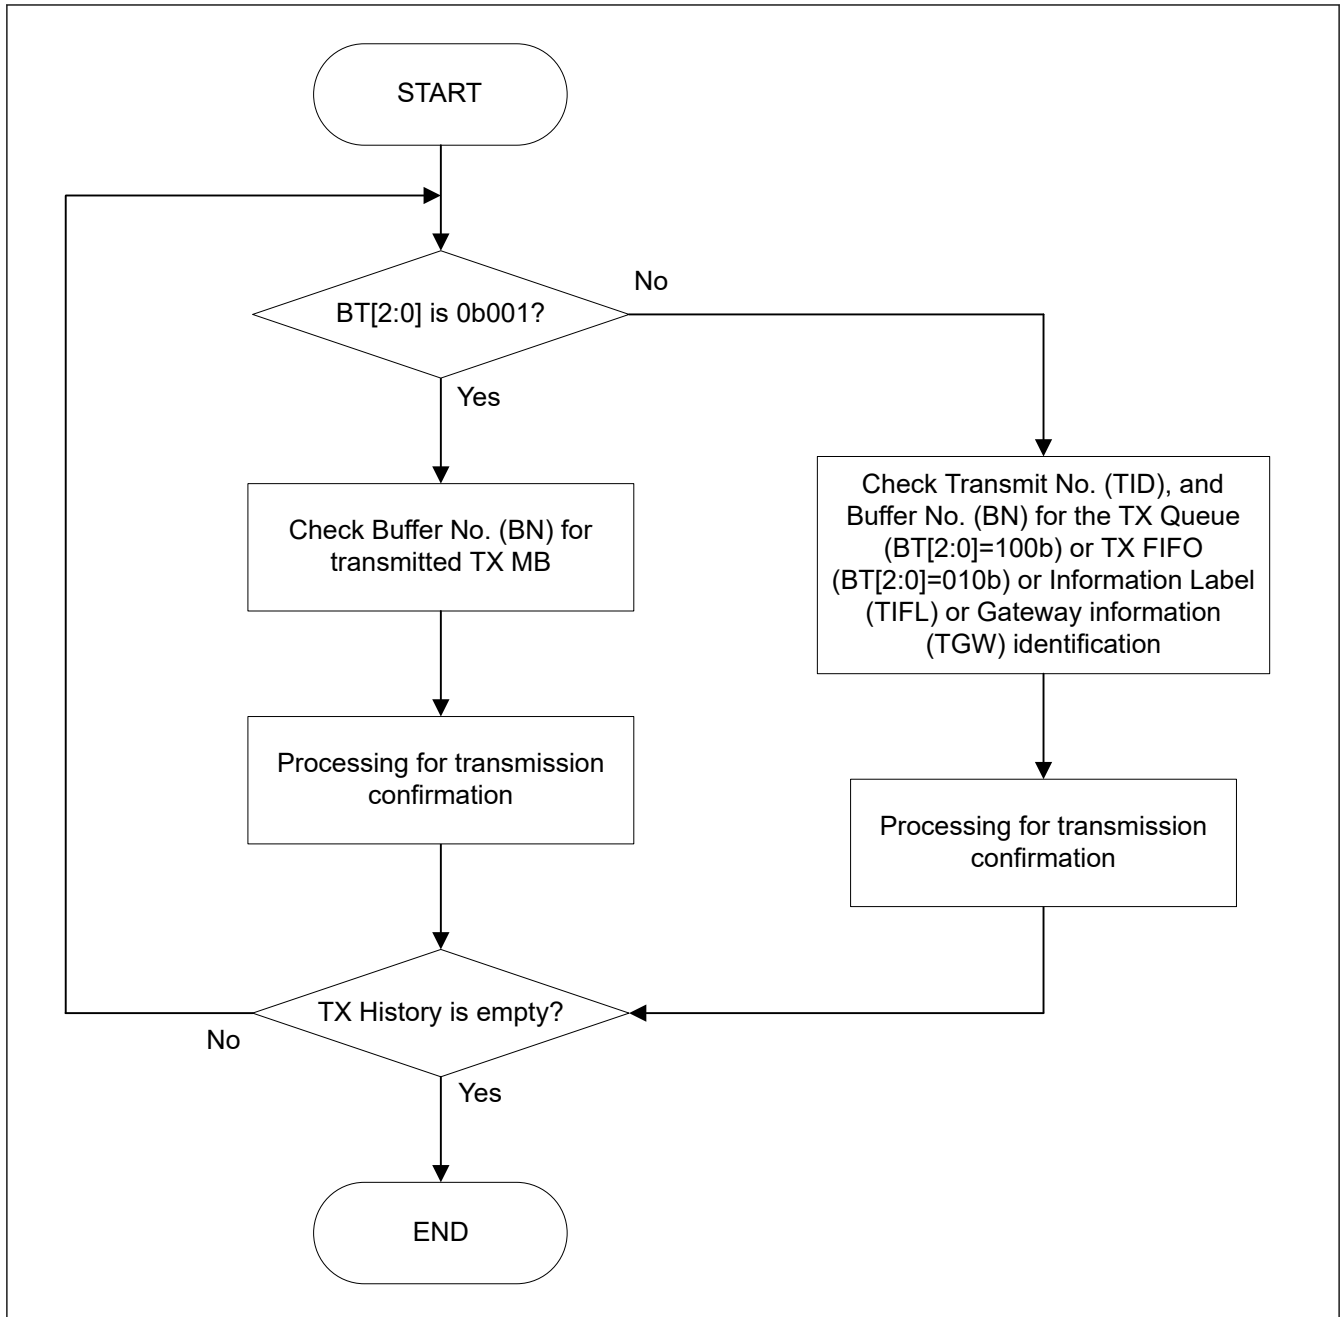 START
BT[2:0] is 0b001?
No
Yes
Check Buffer No. (BN) for
transmitted TX MB
Check Transmit No. (TID), and
Buffer No. (BN) for the TX Queue
(BT[2:0]=100b) or TX FIFO
(BT[2:0]=010b) or Information Label
(TIFL) or Gateway information
(TGW) identification
Processing for transmission
confirmation
Processing for transmission
confirmation
TX History is empty?
No
Yes
END